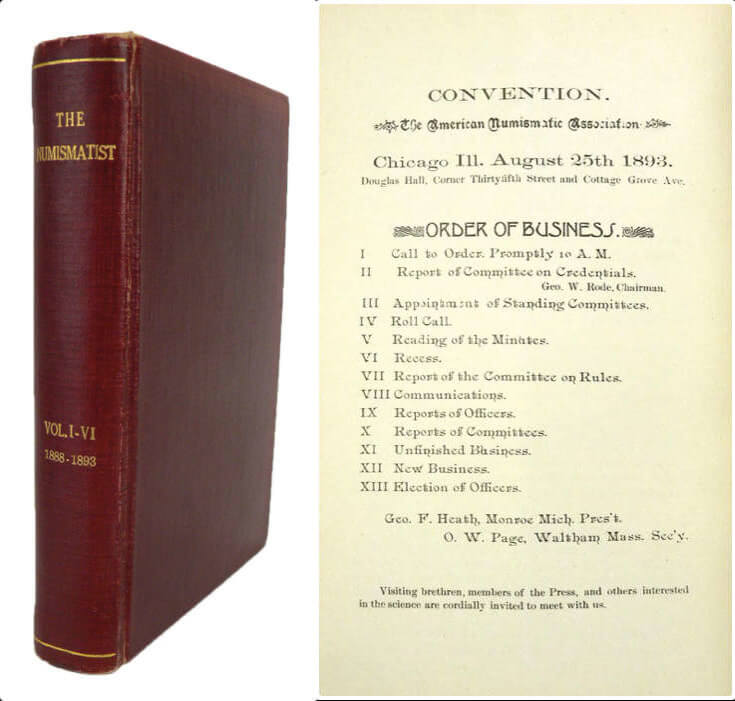 THE
NUMISMATIST
VOL. I-VI
1888-1893
CONVENTION.
The American Numismatic Association
Chicago Ill. August 25th 1893.
Douglas Hall, Corner Thirtyfifth Street and Cottage Grove Ave.
ORDER OF BUSINESS.
I Call to Order. Promptly 10 A. M.
II Report of Committee on Credentials.
Geo. W. Rode, Chairman.
III Appointment of Standing Committees.
IV Roll Call.
V Reading of the Minutes.
VI Recess.
VII Report of the Committee on Rules.
VIII Communications.
IX Reports of Officers.
X Reports of Committees.
XI Unfinished Business.
XII New Business.
XIII Election of Officers.
Geo. F. Heath, Monroe Mich. Pres't.
O. W. Page, Waltham Mass. Sec'y.
Visiting brethren, members of the Press, and others interested
in the science are cordially invited to meet with us.